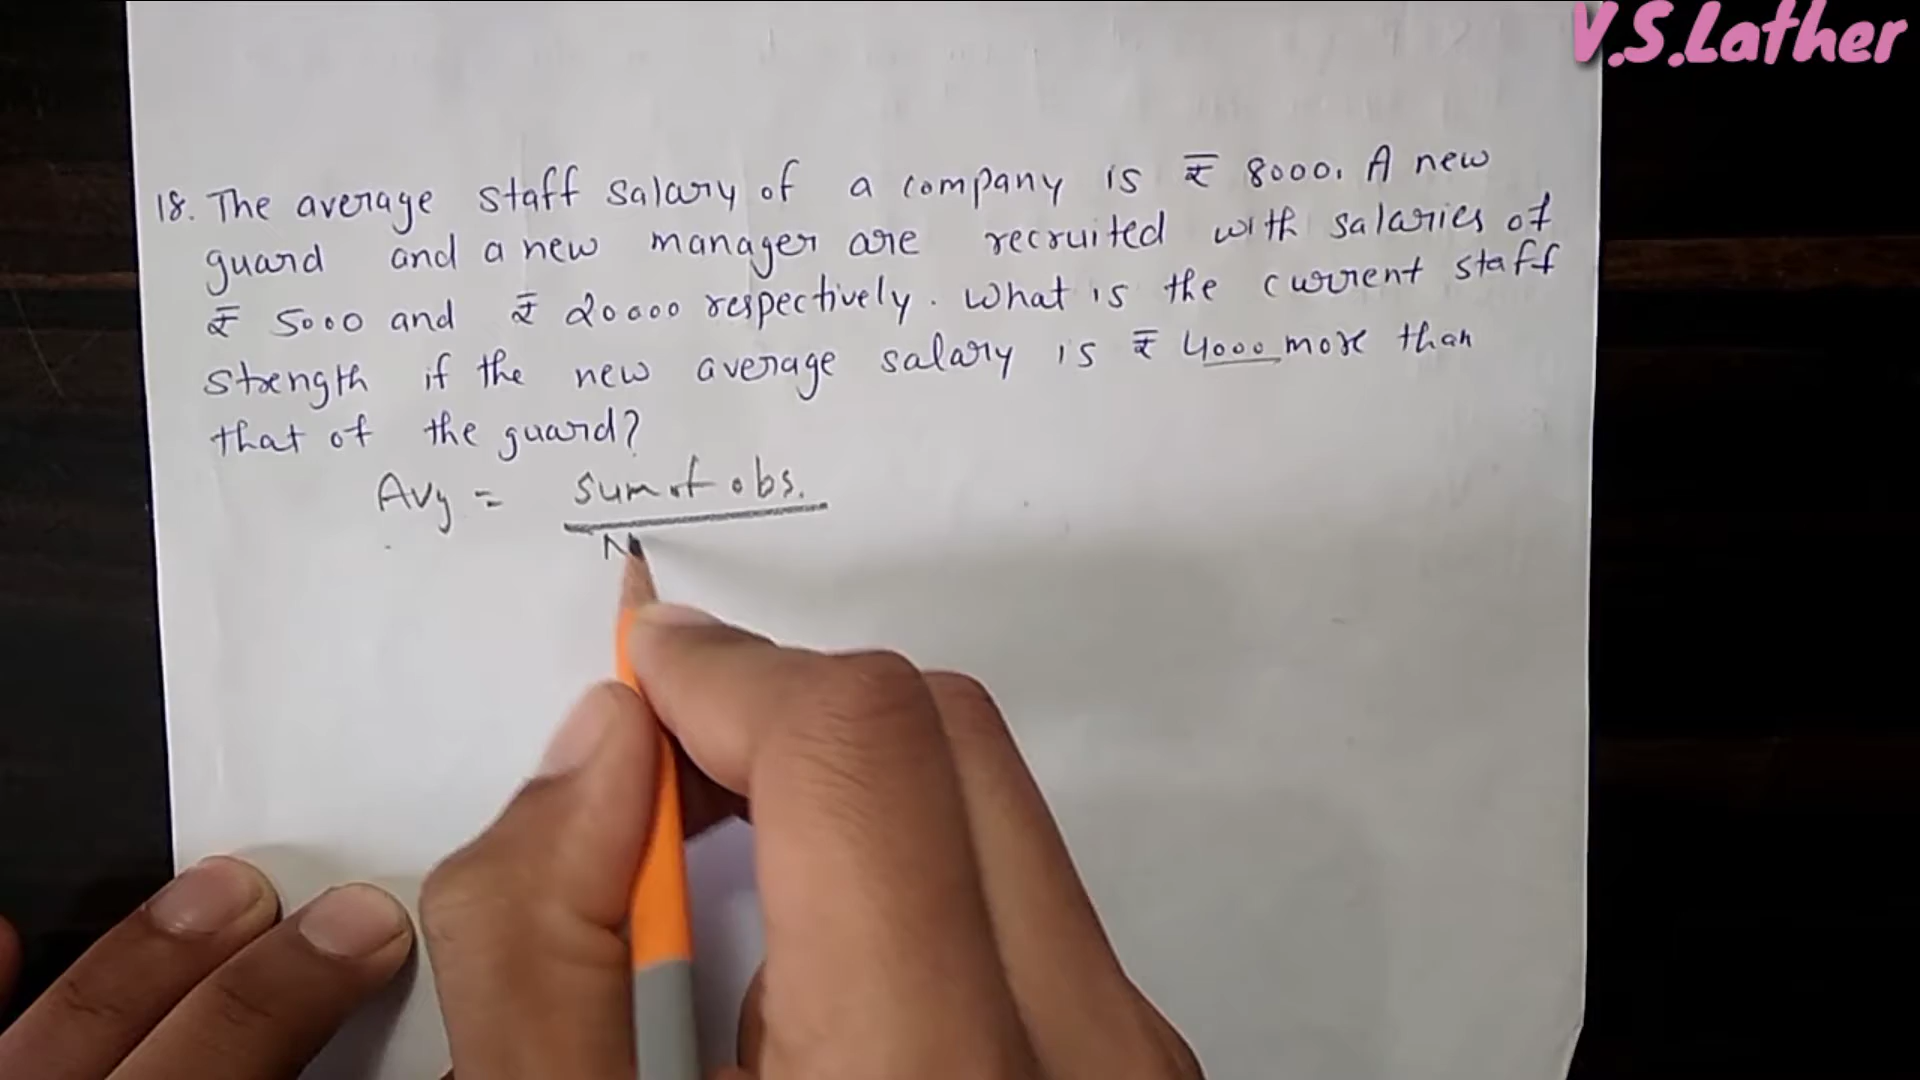 V.S.Lather
18. The average staff salary of a company is ₹ 8000. A new
guard and a new manager are recruited with salaries of
₹ 5000 and ₹ 20000 respectively. What is the current staff
strength if the new average salary is ₹ 4000 more than
that of the guard?
Avg = sum of obs.
N